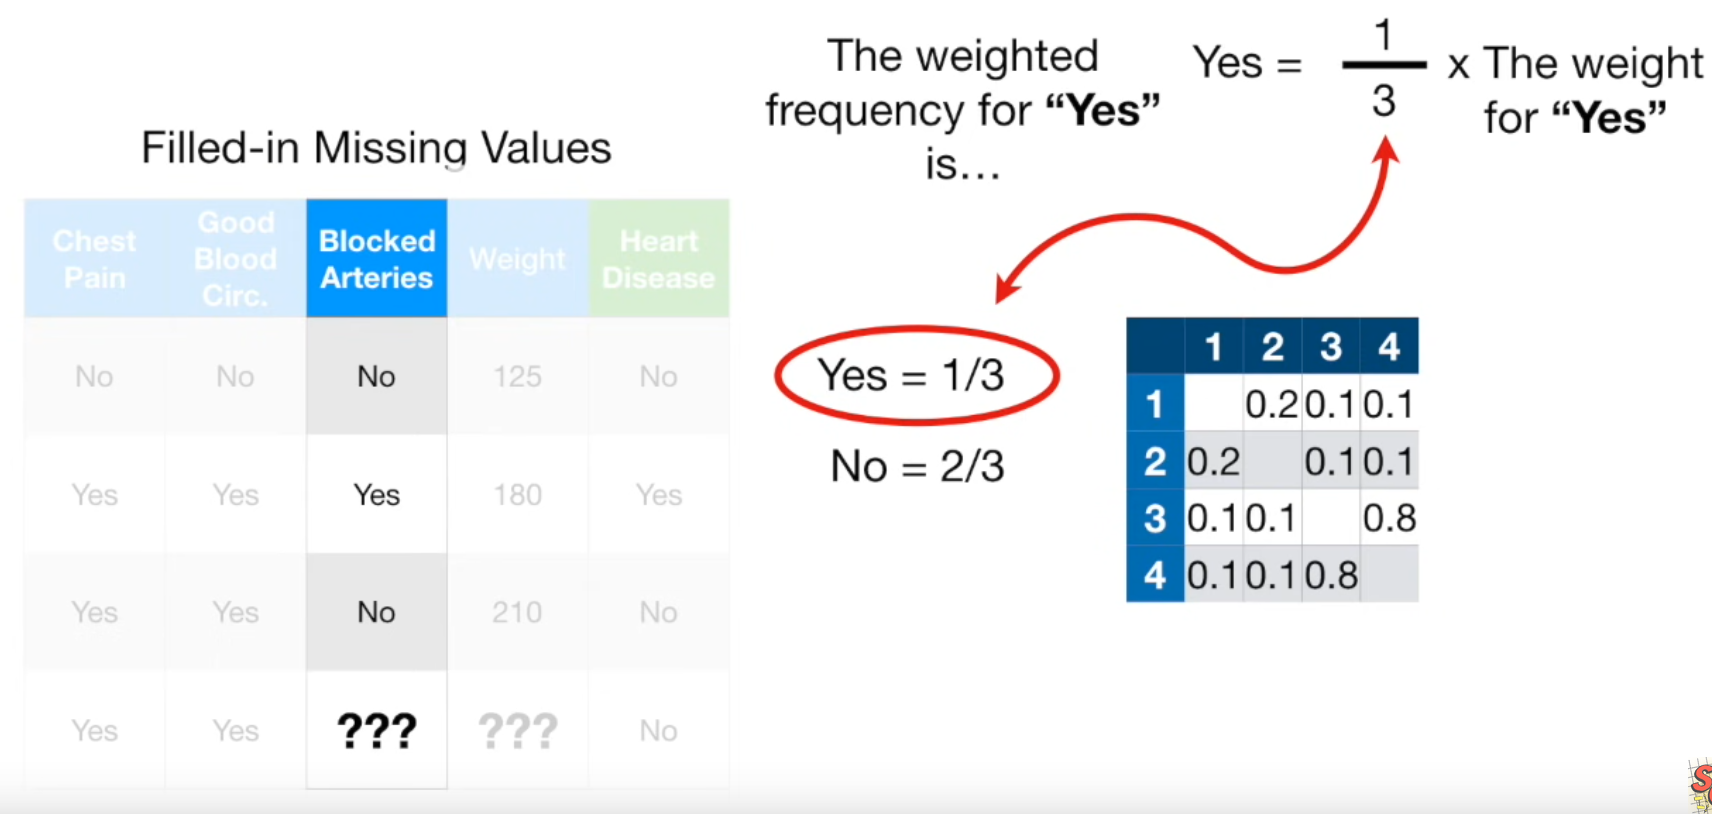 The weighted
frequency for “Yes”
is...
Yes = 1
3
x The weight
for “Yes”
Filled-in Missing Values
Chest
Pain
Good
Blood
Circ.
Blocked
Arteries
Weight
Heart
Disease
No No No 125 No
Yes Yes Yes 180 Yes
Yes Yes No 210 No
Yes Yes ??? ??? No
Yes = 1/3
No = 2/3
1 2 3 4
1 0.2 0.1 0.1
2 0.2 0.1 0.1
3 0.1 0.1 0.8
4 0.1 0.1 0.8